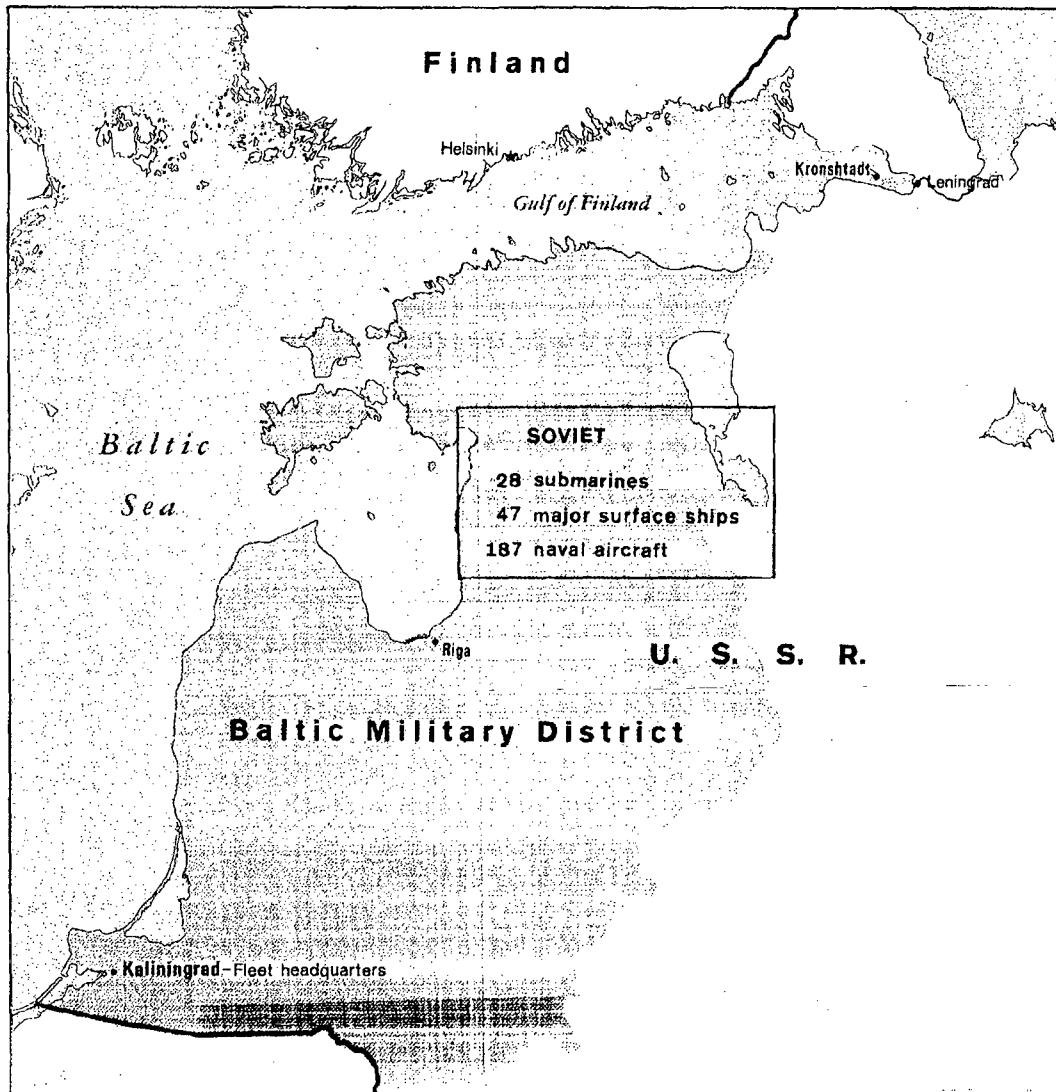 Finland
Helsinki
Kronshtadt
Leningrad
Gulf of Finland
Baltic
Sea
SOVIET
28 submarines
47 major surface ships
187 naval aircraft
Riga
U. S. S. R.
Baltic Military District
Kaliningrad–Fleet headquarters